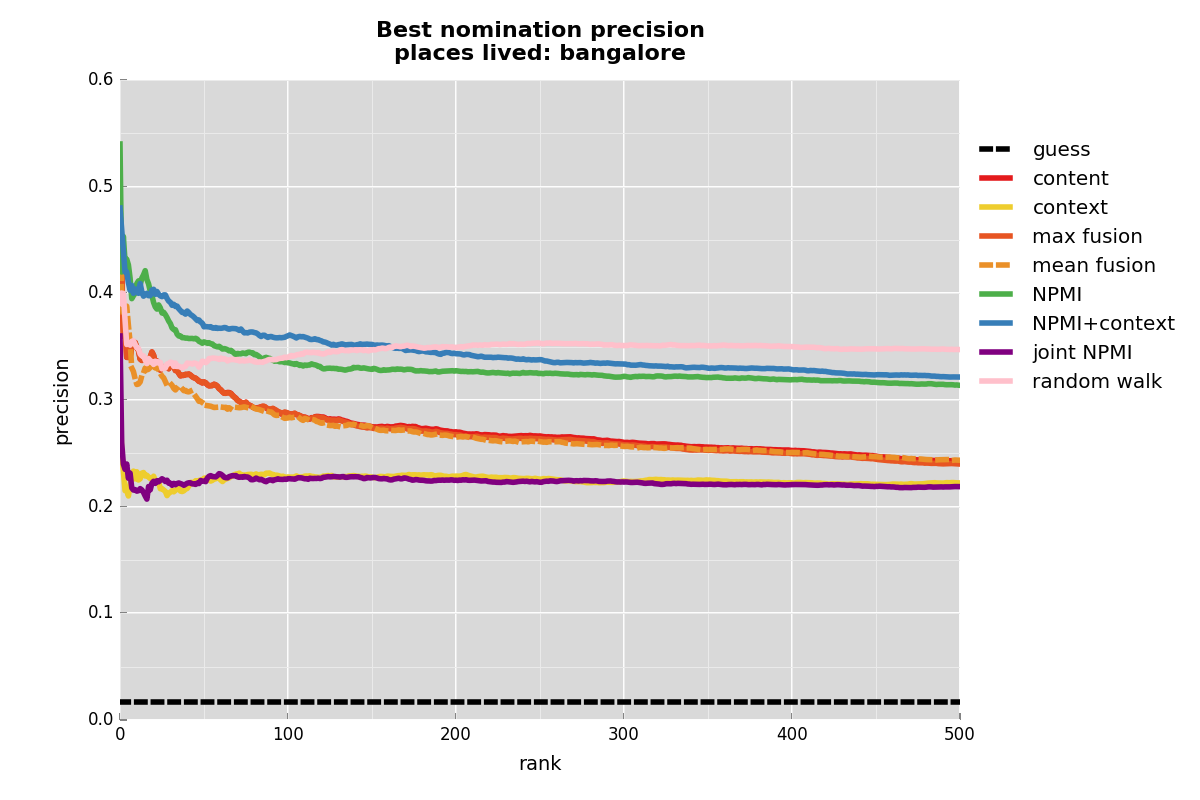 Best nomination precision
places lived: bangalore
0.6
0.5
0.4
0.3
0.2
0.1
0.0
precision
0
100
200
300
400
500
rank
guess
content
context
max fusion
mean fusion
NPMI
NPMI+context
joint NPMI
random walk